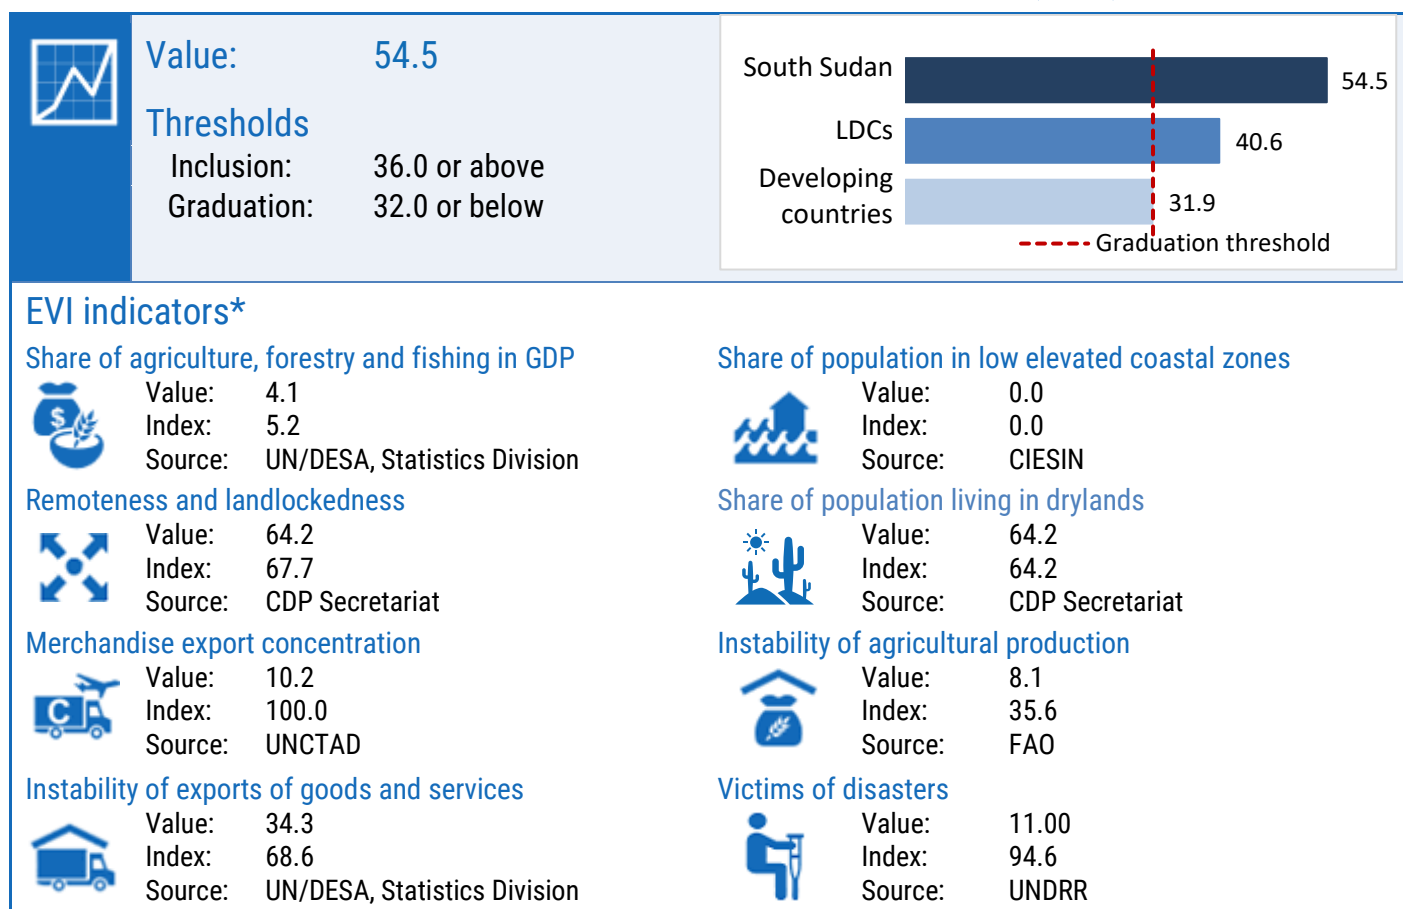 Value: 54.5
Thresholds
Inclusion: 36.0 or above
Graduation: 32.0 or below
South Sudan 54.5
LDCs 40.6
Developing
countries 31.9
Graduation threshold
EVI indicators*
Share of agriculture, forestry and fishing in GDP
$
Value: 4.1
Index: 5.2
Source: UN/DESA, Statistics Division
Share of population in low elevated coastal zones
Value: 0.0
Index: 0.0
Source: CIESIN
Remoteness and landlockedness
Value: 64.2
Index: 67.7
Source: CDP Secretariat
Share of population living in drylands
Value: 64.2
Index: 64.2
Source: CDP Secretariat
Merchandise export concentration
C
Value: 10.2
Index: 100.0
Source: UNCTAD
Instability of agricultural production
Value: 8.1
Index: 35.6
Source: FAO
Instability of exports of goods and services
Value: 34.3
Index: 68.6
Source: UN/DESA, Statistics Division
Victims of disasters
Value: 11.00
Index: 94.6
Source: UNDRR